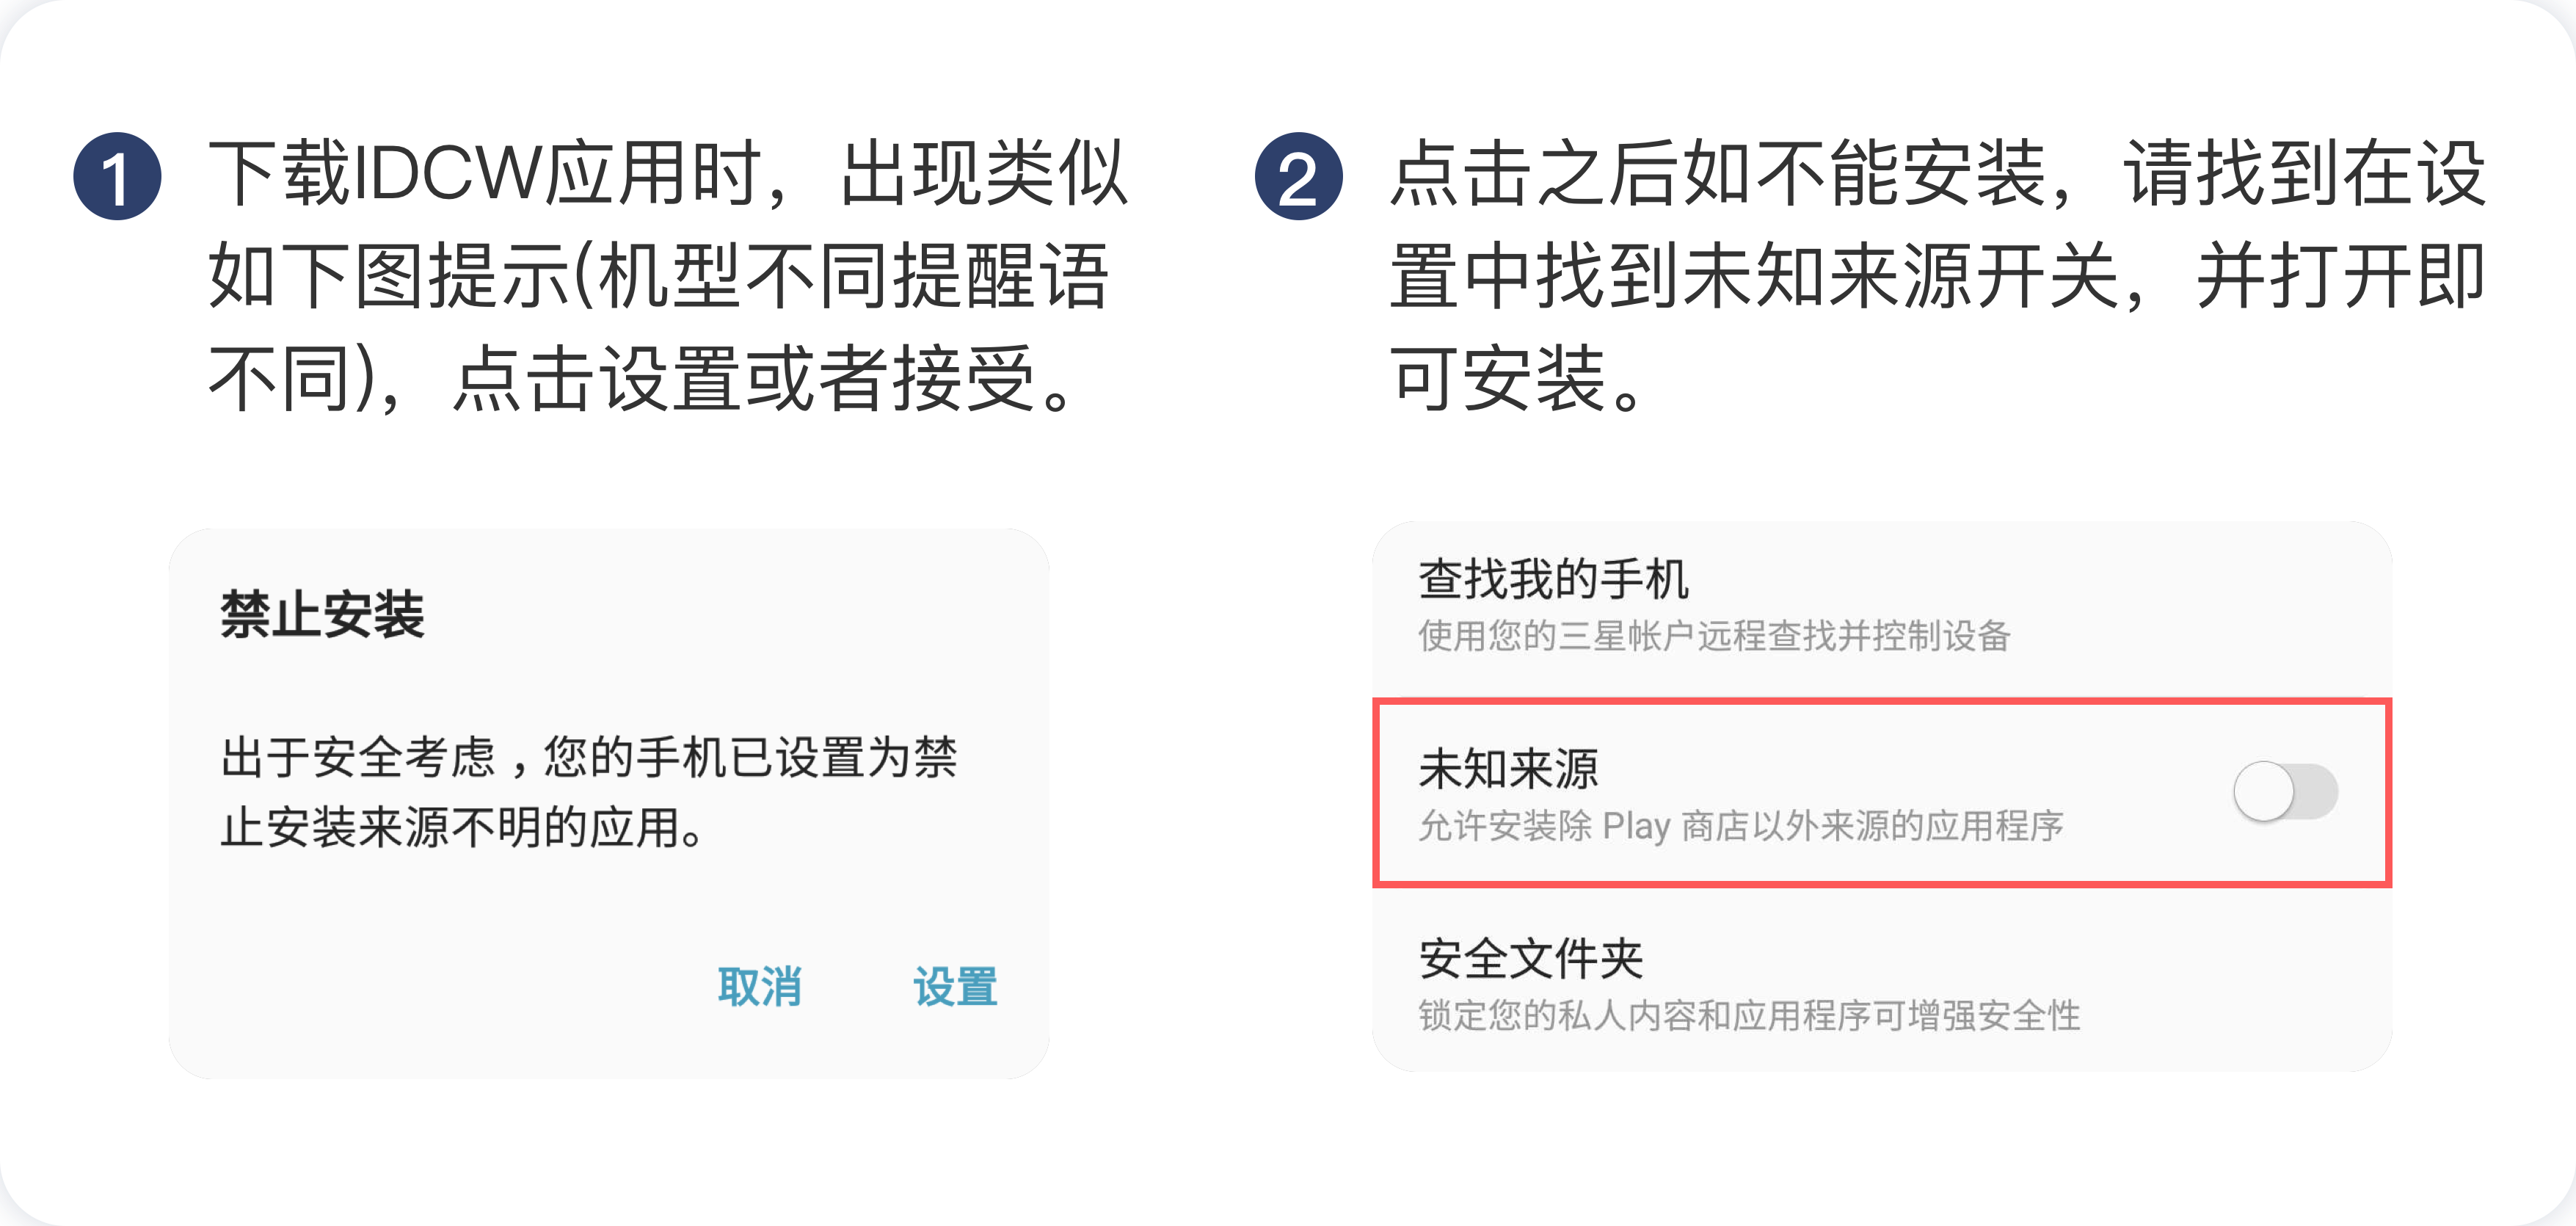 1
下载IDCW应用时，出现类似
如下图提示(机型不同提醒语
不同)，点击设置或者接受。
禁止安装
出于安全考虑，您的手机已设置为禁
止安装来源不明的应用。
取消 设置
2
点击之后如不能安装，请找到在设
置中找到未知来源开关，并打开即
可安装。
查找我的手机
使用您的三星帐户远程查找并控制设备
未知来源
允许安装除 Play 商店以外来源的应用程序
安全文件夹
锁定您的私人内容和应用程序可增强安全性